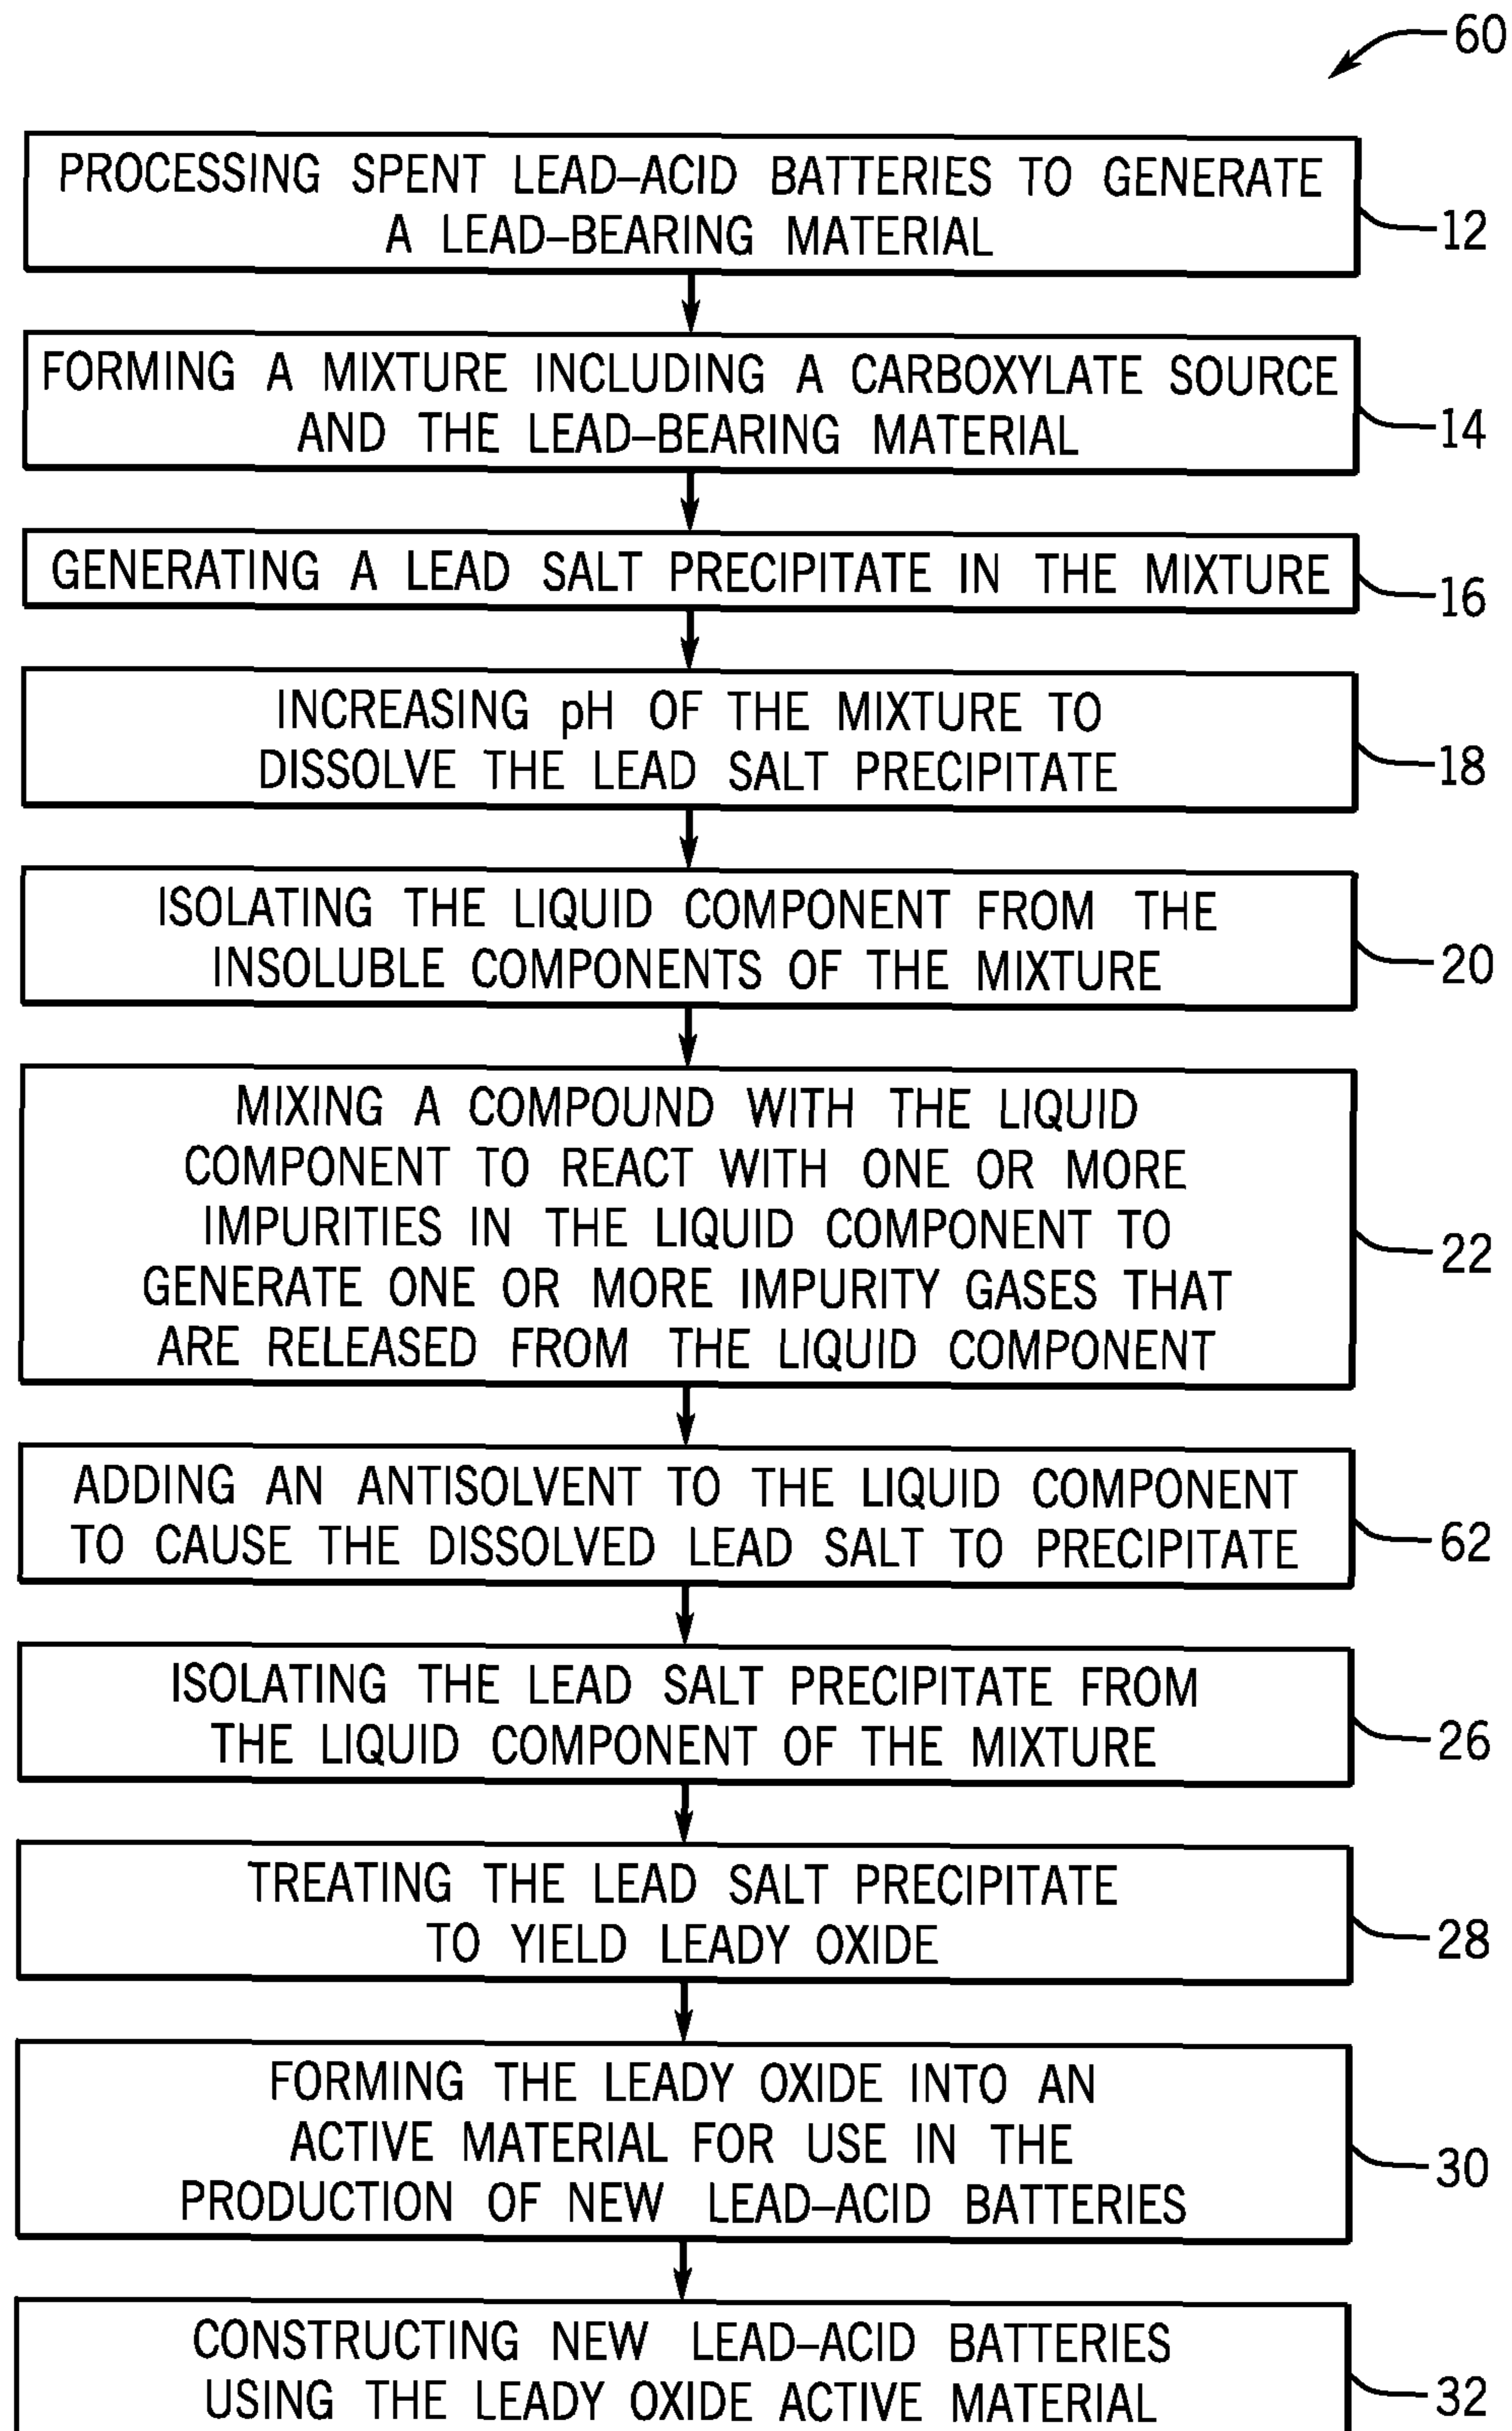 60
PROCESSING SPENT LEAD–ACID BATTERIES TO GENERATE
A LEAD–BEARING MATERIAL
12
FORMING A MIXTURE INCLUDING A CARBOXYLATE SOURCE
AND THE LEAD–BEARING MATERIAL
14
GENERATING A LEAD SALT PRECIPITATE IN THE MIXTURE
16
INCREASING pH OF THE MIXTURE TO
DISSOLVE THE LEAD SALT PRECIPITATE
18
ISOLATING THE LIQUID COMPONENT FROM THE
INSOLUBLE COMPONENTS OF THE MIXTURE
20
MIXING A COMPOUND WITH THE LIQUID
COMPONENT TO REACT WITH ONE OR MORE
IMPURITIES IN THE LIQUID COMPONENT TO
GENERATE ONE OR MORE IMPURITY GASES THAT
ARE RELEASED FROM THE LIQUID COMPONENT
22
ADDING AN ANTISOLVENT TO THE LIQUID COMPONENT
TO CAUSE THE DISSOLVED LEAD SALT TO PRECIPITATE
62
ISOLATING THE LEAD SALT PRECIPITATE FROM
THE LIQUID COMPONENT OF THE MIXTURE
26
TREATING THE LEAD SALT PRECIPITATE
TO YIELD LEADY OXIDE
28
FORMING THE LEADY OXIDE INTO AN
ACTIVE MATERIAL FOR USE IN THE
PRODUCTION OF NEW LEAD–ACID BATTERIES
30
CONSTRUCTING NEW LEAD–ACID BATTERIES
USING THE LEADY OXIDE ACTIVE MATERIAL
32